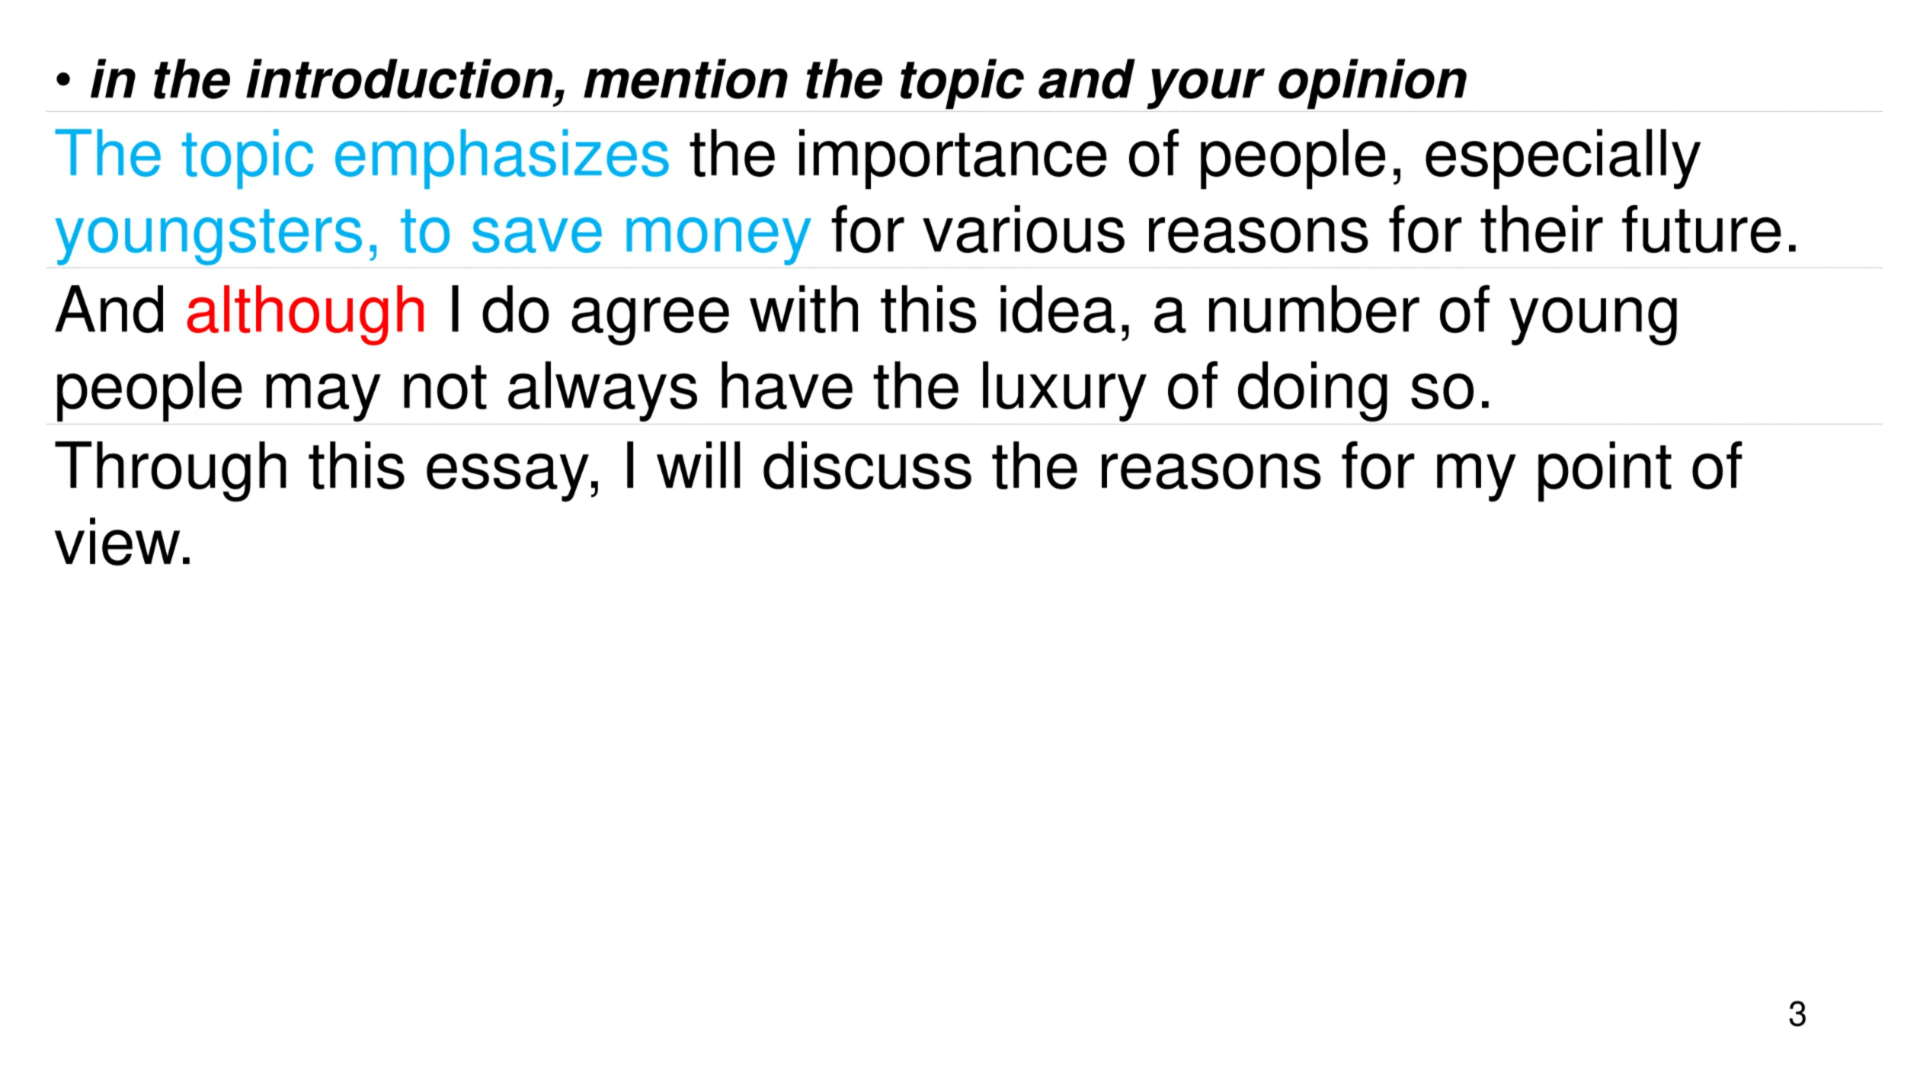 • in the introduction, mention the topic and your opinion
The topic emphasizes the importance of people, especially
youngsters, to save money for various reasons for their future.
And although I do agree with this idea, a number of young
people may not always have the luxury of doing so.
Through this essay, I will discuss the reasons for my point of
view.
3